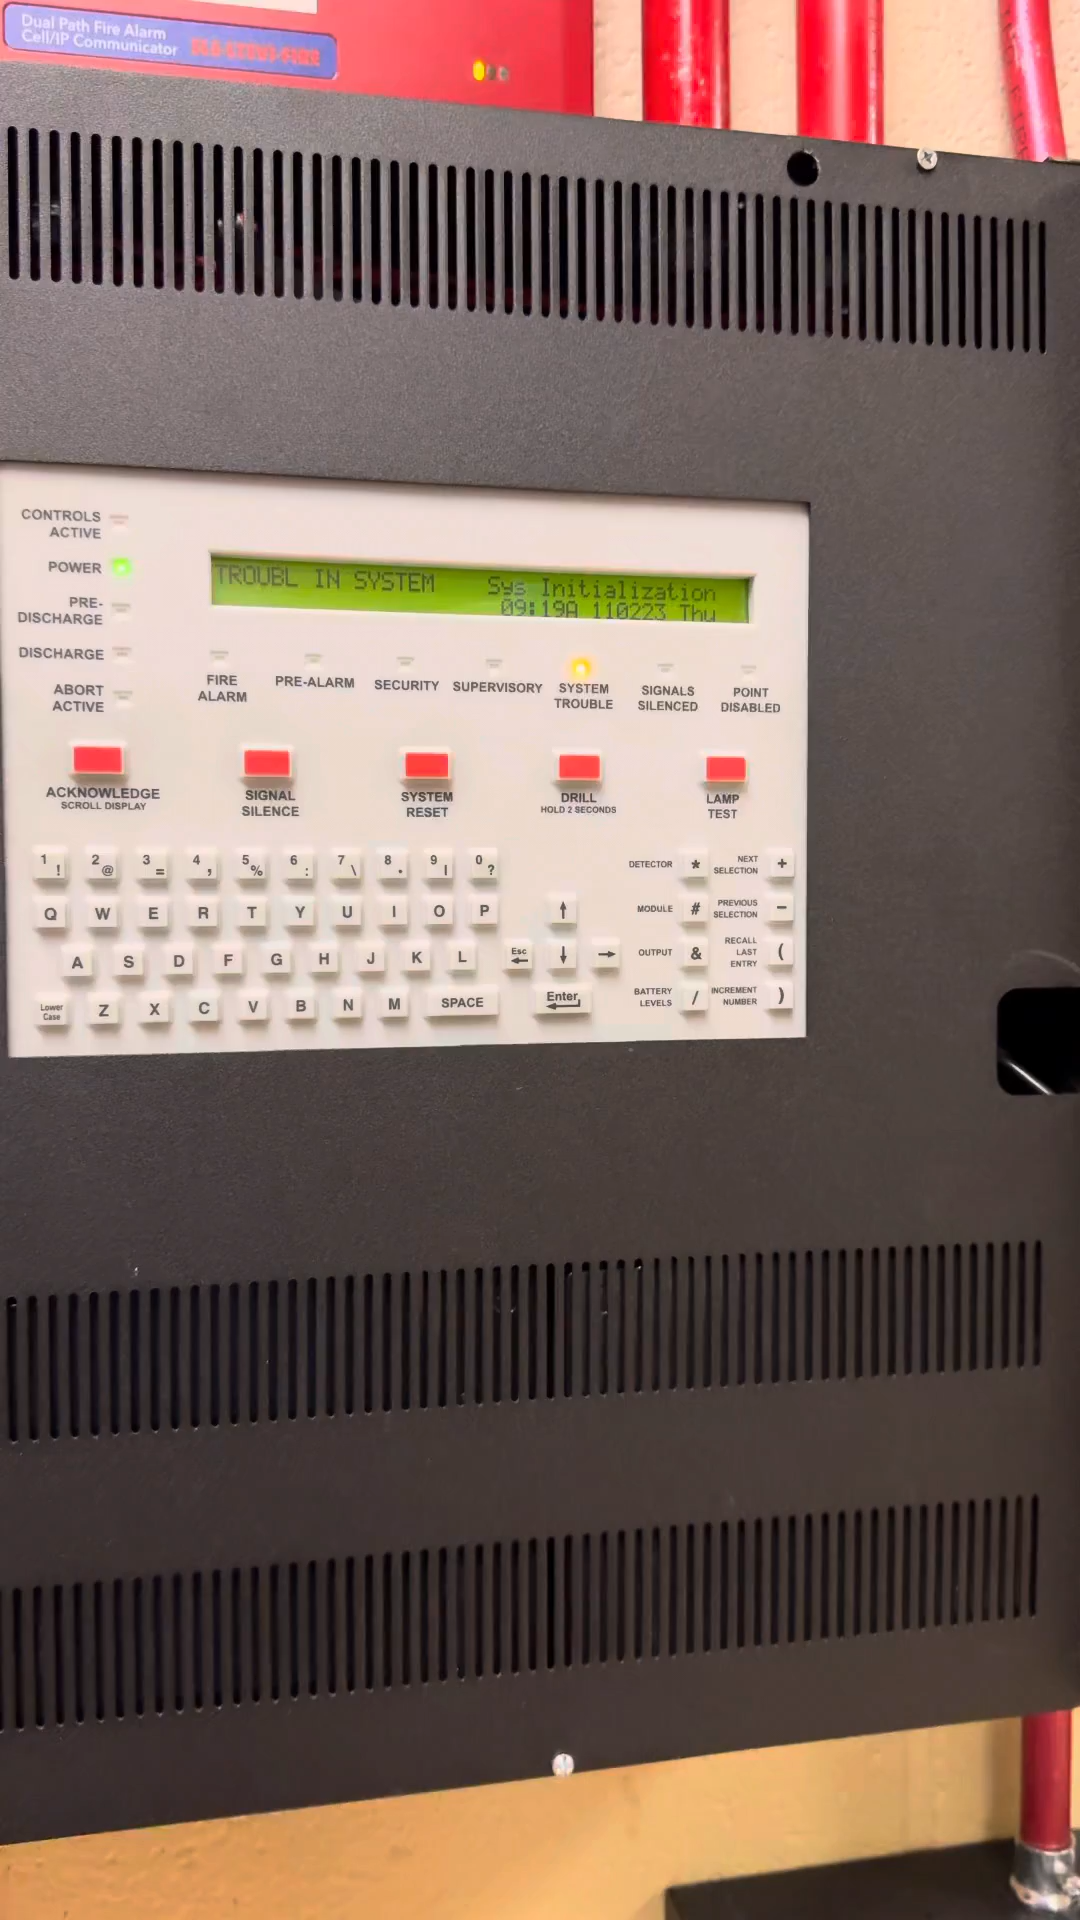 Dual Path Fire Alarm
Cell/IP Communicator
CONTROLS
ACTIVE
POWER
PRE-
DISCHARGE
DISCHARGE
ABORT
ACTIVE
TROUBL IN SYSTEM Sys Initialization
09:19A 110223 Thu
FIRE
ALARM
PRE-ALARM
SECURITY
SUPERVISORY
SYSTEM
TROUBLE
SIGNALS
SILENCED
POINT
DISABLED
ACKNOWLEDGE
SCROLL DISPLAY
SIGNAL
SILENCE
SYSTEM
RESET
DRILL
HOLD 2 SECONDS
LAMP
TEST
1 ! 2 @ 3 = 4 , 5 % 6 : 7 \ 8 . 9 | 0 ?
Q W E R T Y U I O P ↑
A S D F G H J K L Esc ← ↓ →
Lower
Case
Z X C V B N M SPACE Enter
DETECTOR *
NEXT
SELECTION +
MODULE #
PREVIOUS
SELECTION −
OUTPUT &
RECALL
LAST
ENTRY (
BATTERY
LEVELS /
INCREMENT
NUMBER )